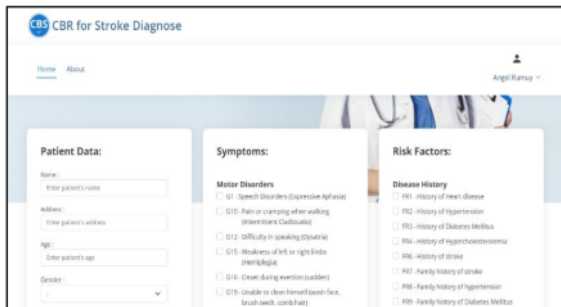 CBS CBR for Stroke Diagnose
Home About
Angel Rumuy
Patient Data:
Name :
Enter patient's name
Address :
Enter patient's address
Age :
Enter patient's age
Gender :
-
Symptoms:
Motor Disorders
G1 - Speech Disorders (Expressive Aphasia)
G10 - Pain or cramping when walking
(Intermittent Cladiocatio)
G12 - Difficulty in speaking (Dysatria)
G15 - Weakness of left or right limbs
(Hemiplegia)
G16 - Onset during exertion (sudden)
G19 - Unable to clean himself (wash face,
brush teeth, comb hair)
Risk Factors:
Disease History
FR1 - History of Heart disease
FR2 - History of Hypertension
FR3 - History of Diabetes Mellitus
FR4 - History of Hypercholesterolemia
FR6 - History of stroke
FR7 - Family history of stroke
FR8 - Family history of hypertension
FR9 - Family history of Diabetes Mellitus